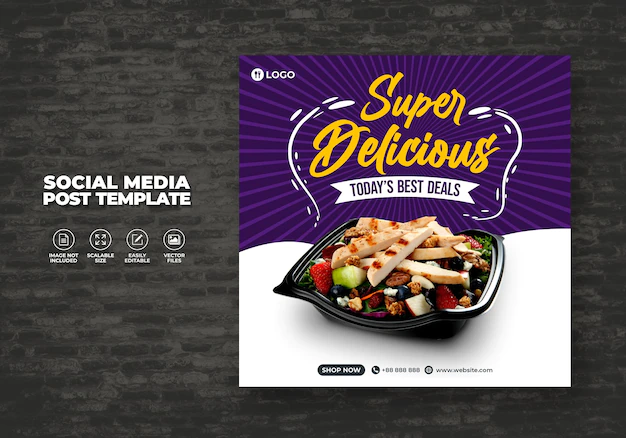 SOCIAL MEDIA
POST TEMPLATE
IMAGE NOT
INCLUDED
SCALABLE
SIZE
EASILY
EDITABLE
VECTOR
FILES
LOGO
Super
Delicious
TODAY'S BEST DEALS
SHOP NOW
+88 888 888
www.website.com